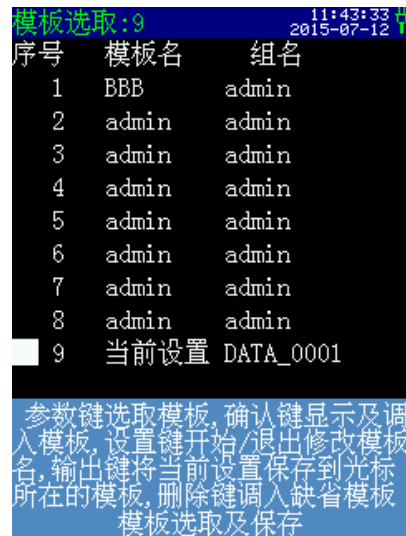 模板选取:9 11:43:33
2015-07-12
序号 模板名 组名
1 BBB admin
2 admin admin
3 admin admin
4 admin admin
5 admin admin
6 admin admin
7 admin admin
8 admin admin
9 当前设置 DATA_0001
参数键选取模板,确认键显示及调
入模板,设置键开始/退出修改模板
名,输出键将当前设置保存到光标
所在的模板,删除键调入缺省模板
模板选取及保存